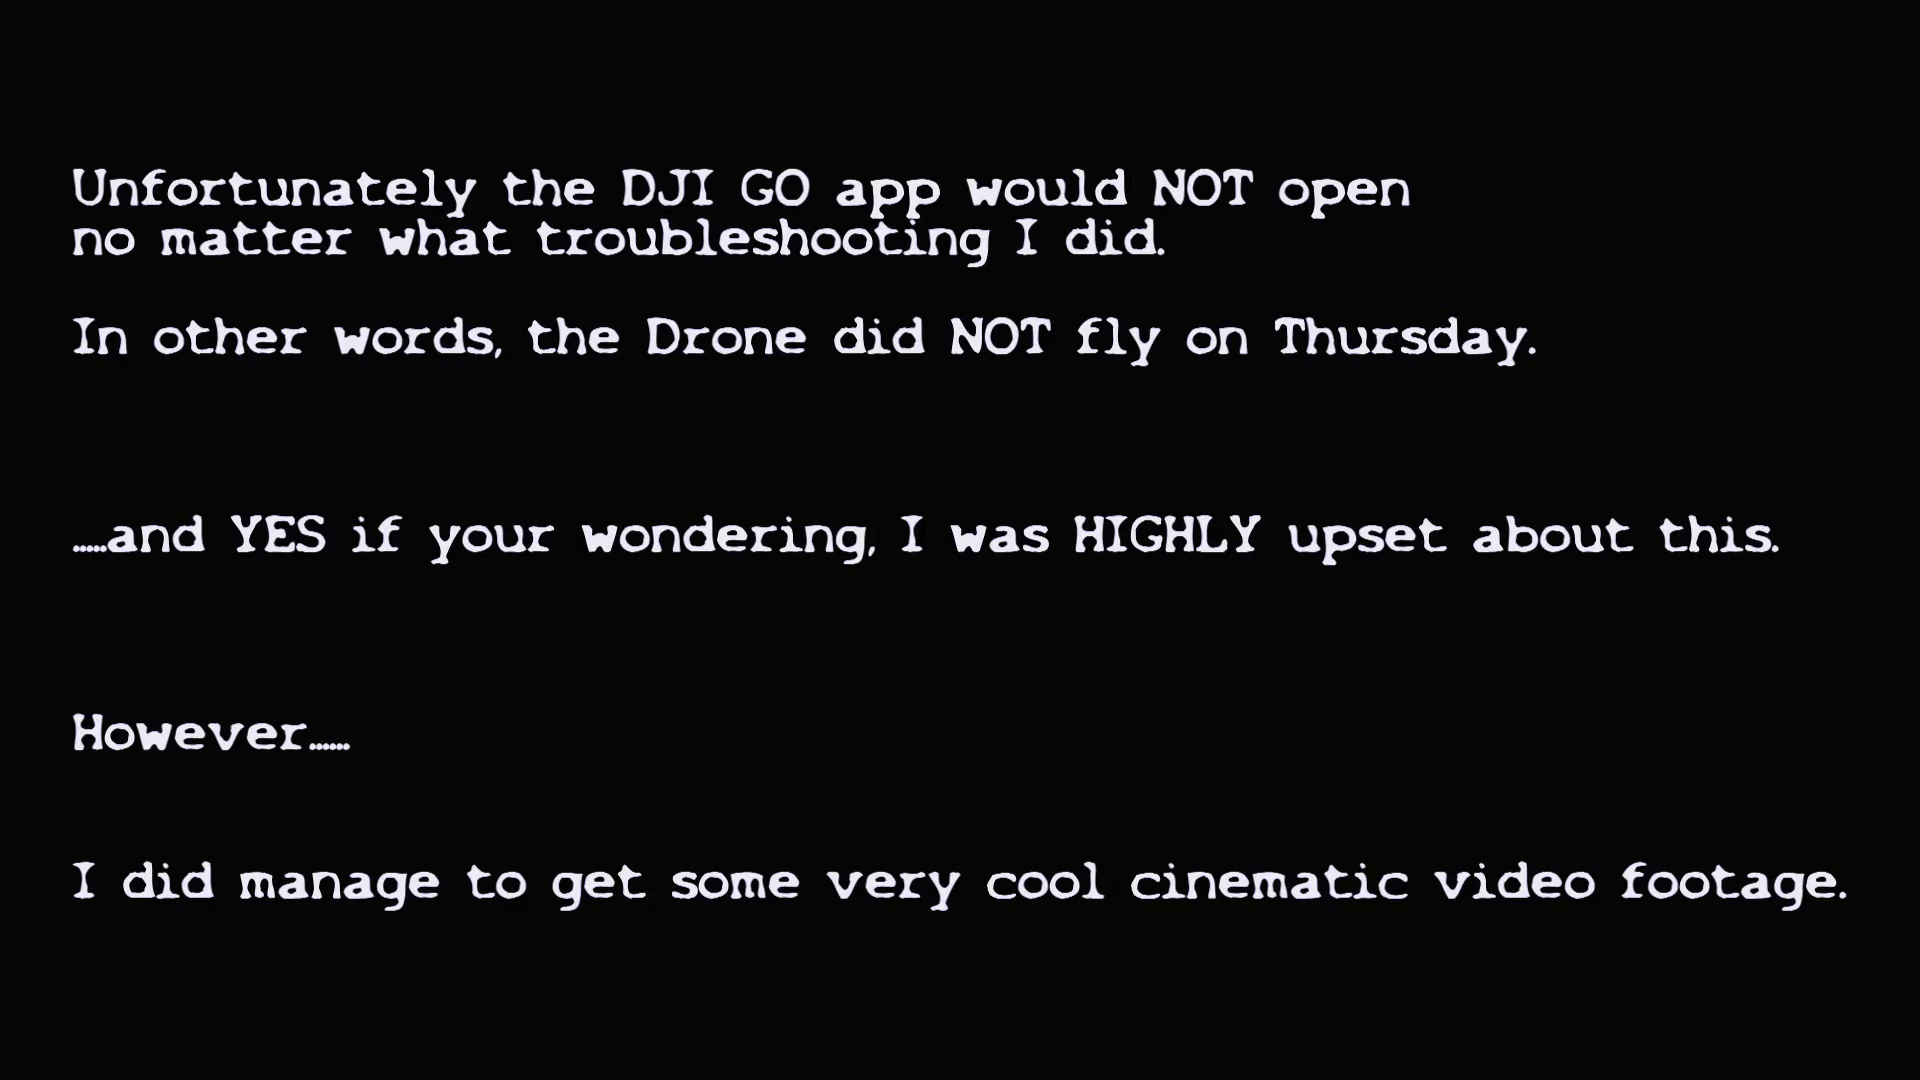 Unfortunately the DJI GO app would NOT open
no matter what troubleshooting I did.
In other words, the Drone did NOT fly on Thursday.
.....and YES if your wondering, I was HIGHLY upset about this.
However......
I did manage to get some very cool cinematic video footage.